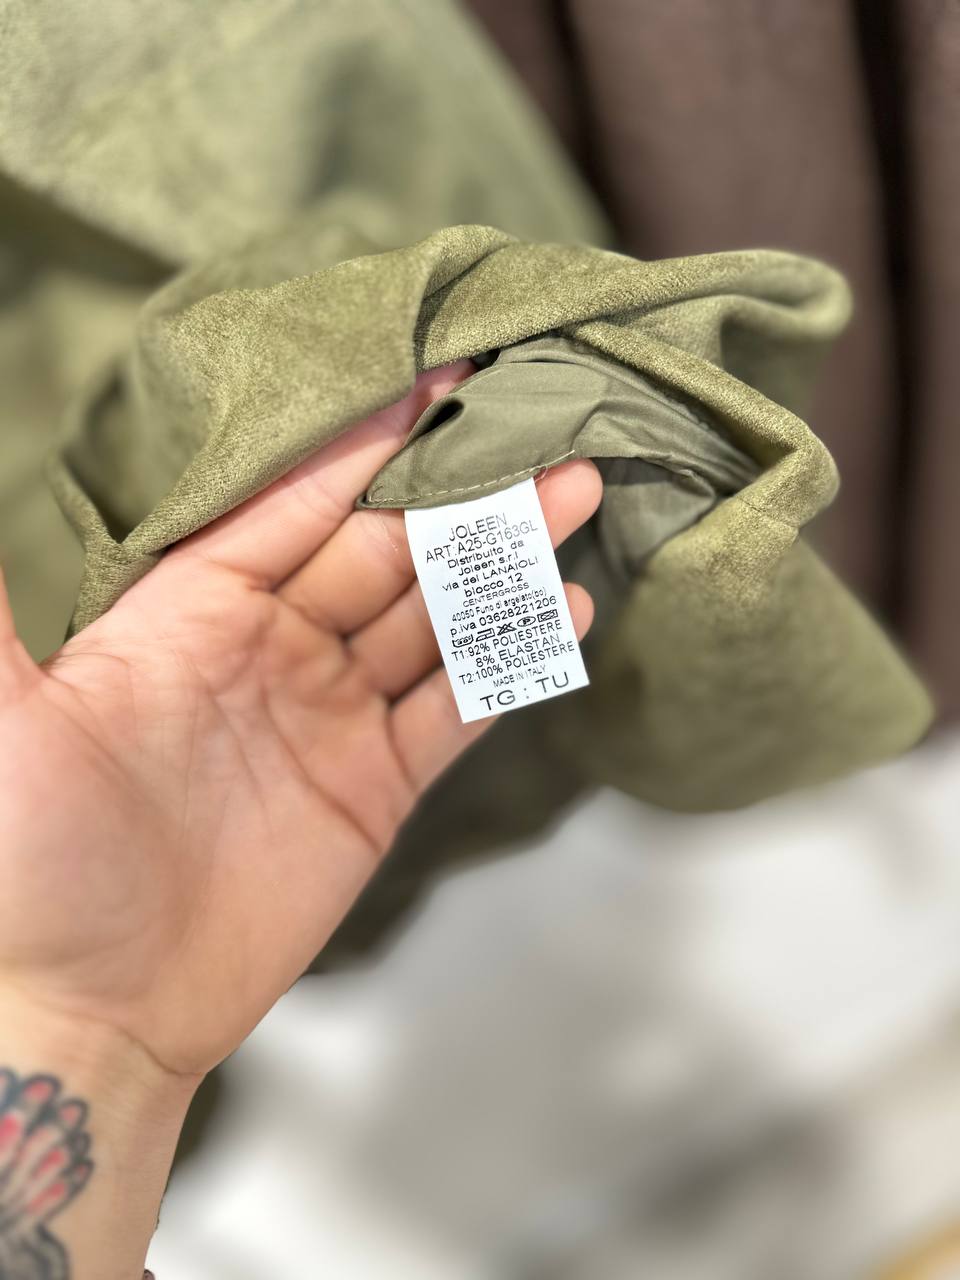 JOLEEN
ART:A25-G163GL
Distribuito da
Joleen s.r.l
via dei LANAIOLI
blocco 12
CENTERGROSS
40050 Funo di argelato(bo)
p.iva 03628221206
T1:92% POLIESTERE
8% ELASTAN
T2:100% POLIESTERE
MADE IN ITALY
TG : TU